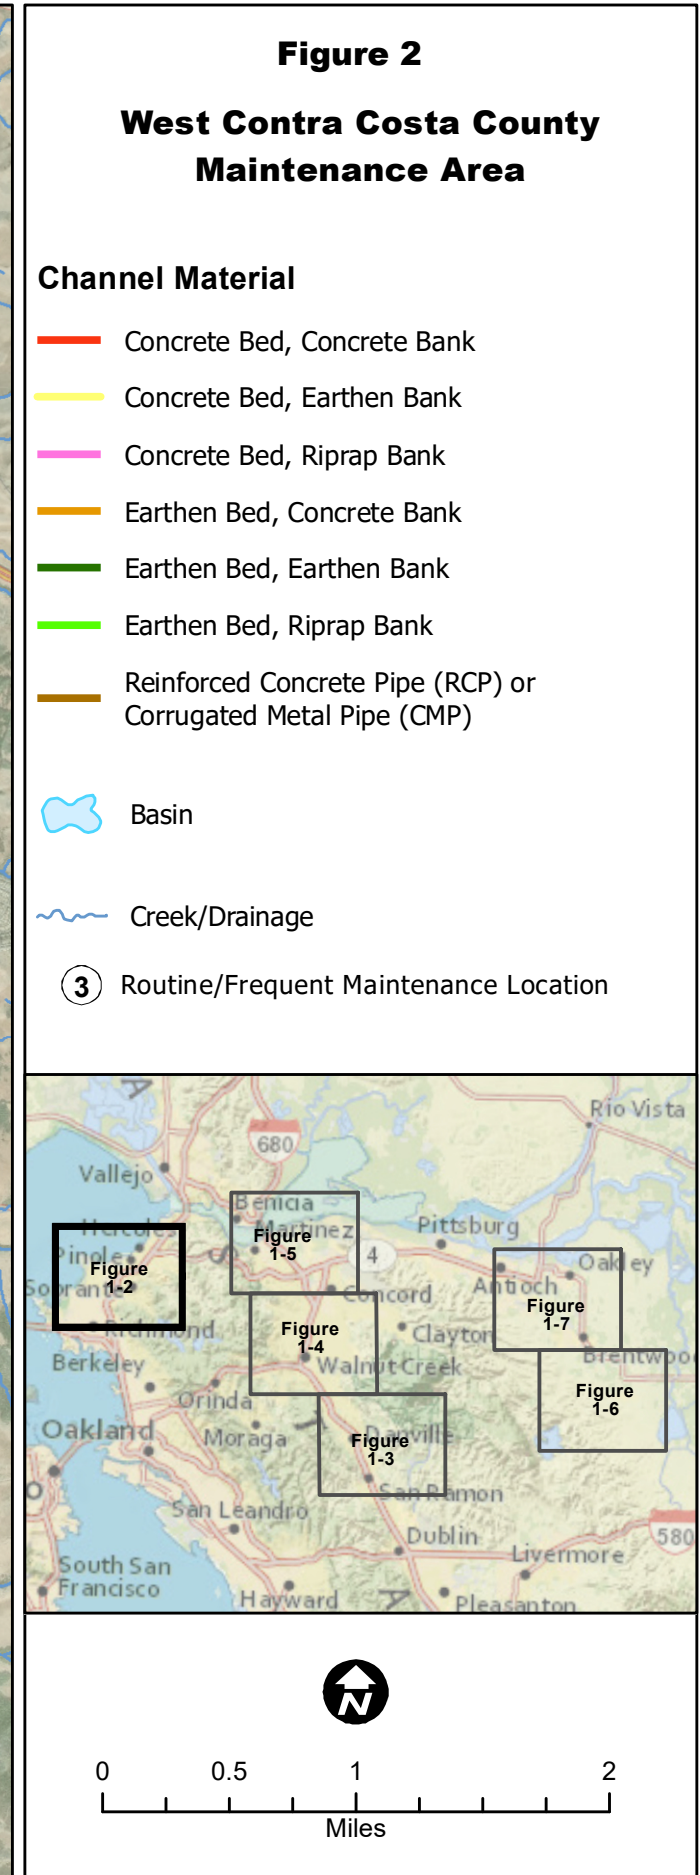 Figure 2
West Contra Costa County
Maintenance Area
Channel Material
Concrete Bed, Concrete Bank
Concrete Bed, Earthen Bank
Concrete Bed, Riprap Bank
Earthen Bed, Concrete Bank
Earthen Bed, Earthen Bank
Earthen Bed, Riprap Bank
Reinforced Concrete Pipe (RCP) or
Corrugated Metal Pipe (CMP)
Basin
Creek/Drainage
3 Routine/Frequent Maintenance Location
Rio Vista
680
Vallejo
Benicia
Hercules
Martinez
Pittsburg
Figure
1-5
4
Pinole
Oakley
Figure
1-2
Antioch
Concord
Figure
1-7
Richmond
Figure
1-4
Clayton
Brentwoo
Berkeley
Walnut Creek
Orinda
Figure
1-6
Oakland
Moraga
Danville
Figure
1-3
San Ramon
San Leandro
580
Dublin
Livermore
South San
Francisco
Hayward
Pleasanton
N
0 0.5 1 2
Miles